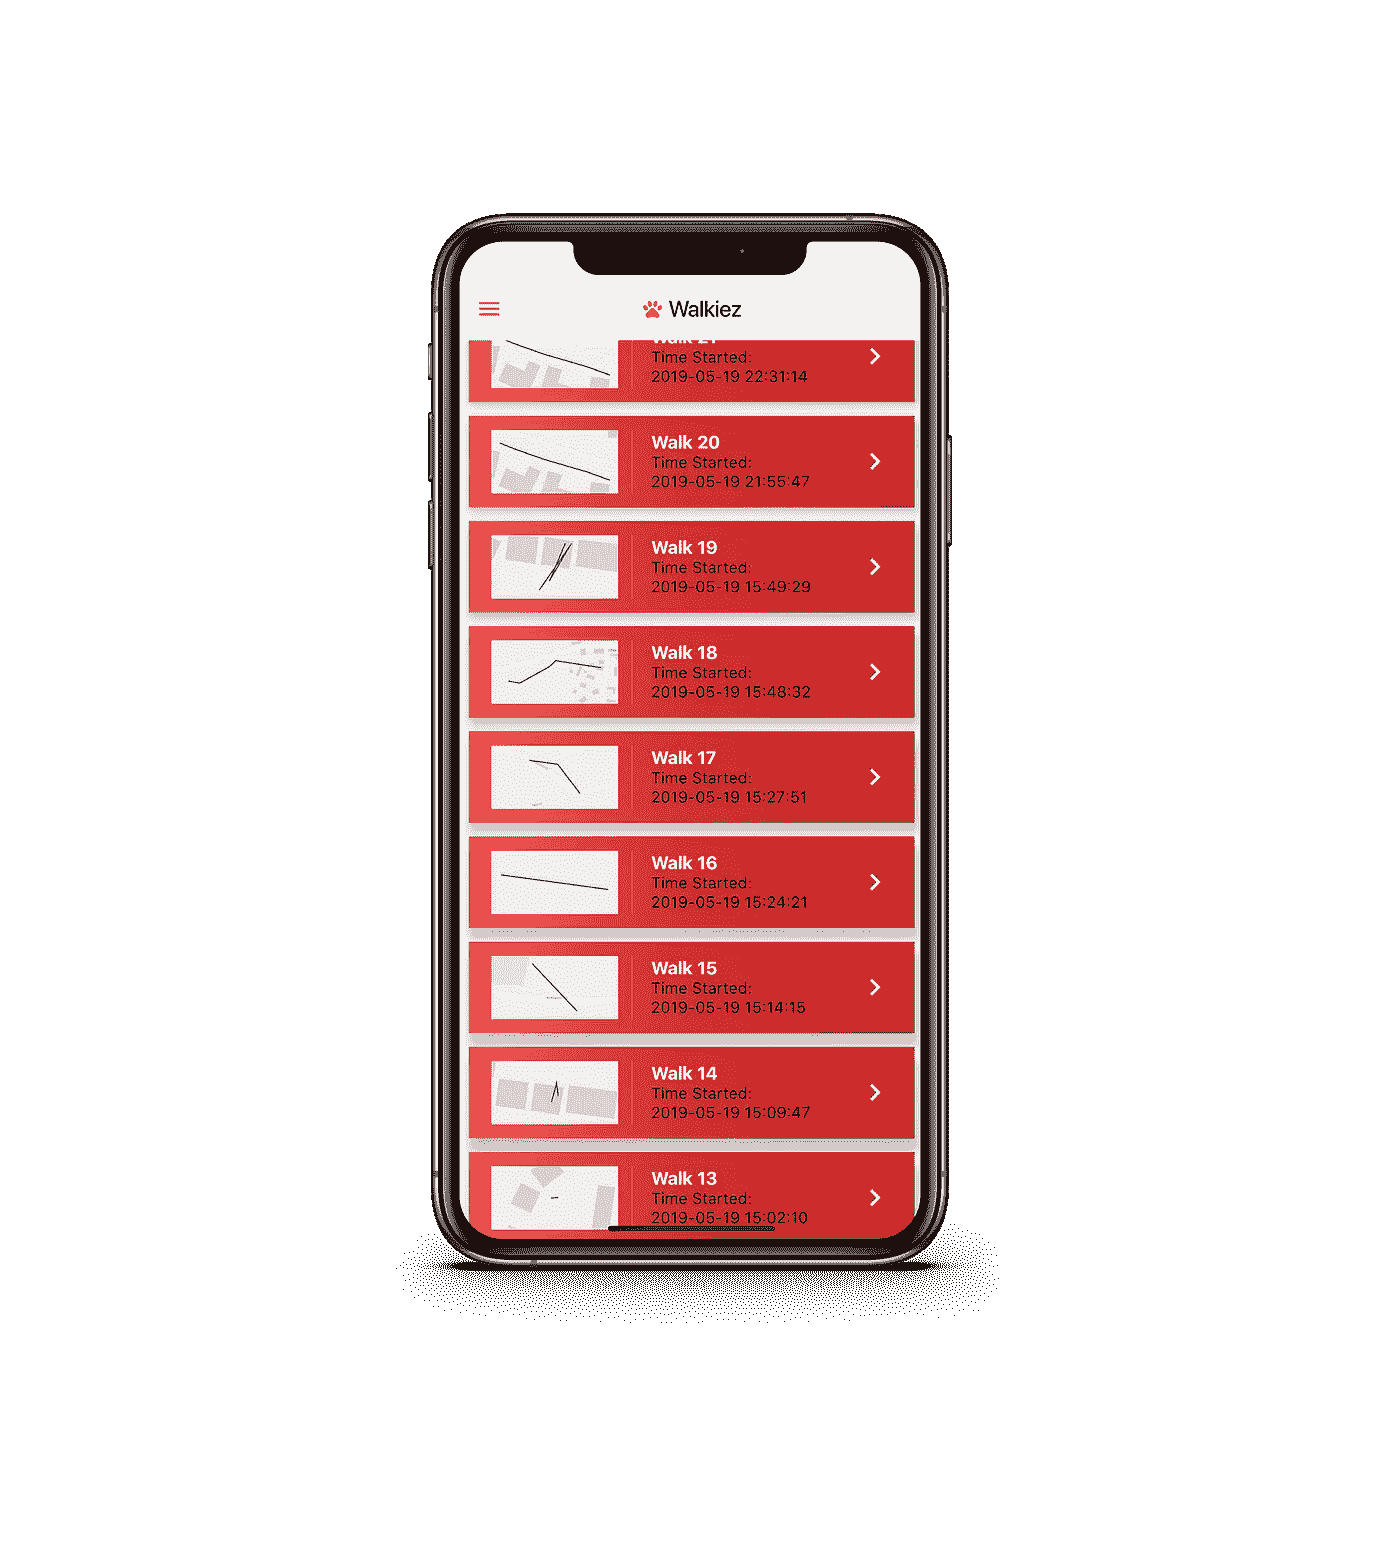 Walkiez
Walk 21
Time Started:
2019-05-19 22:31:14
Walk 20
Time Started:
2019-05-19 21:55:47
Walk 19
Time Started:
2019-05-19 15:49:29
Walk 18
Time Started:
2019-05-19 15:48:32
Walk 17
Time Started:
2019-05-19 15:27:51
Walk 16
Time Started:
2019-05-19 15:24:21
Walk 15
Time Started:
2019-05-19 15:14:15
Walk 14
Time Started:
2019-05-19 15:09:47
Walk 13
Time Started:
2019-05-19 15:02:10